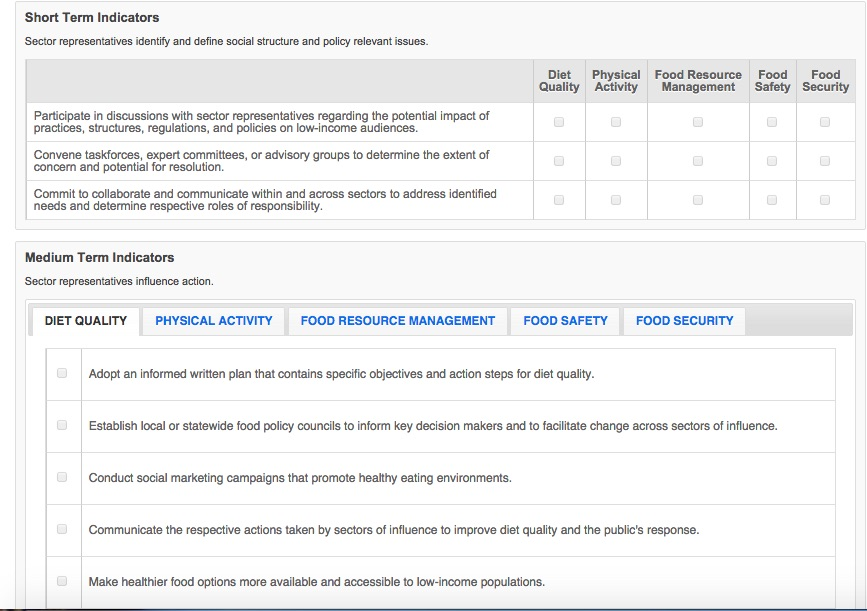 Short Term Indicators
Sector representatives identify and define social structure and policy relevant issues.
Diet Quality
Physical Activity
Food Resource Management
Food Safety
Food Security
Participate in discussions with sector representatives regarding the potential impact of
practices, structures, regulations, and policies on low-income audiences.
Convene taskforces, expert committees, or advisory groups to determine the extent of
concern and potential for resolution.
Commit to collaborate and communicate within and across sectors to address identified
needs and determine respective roles of responsibility.
Medium Term Indicators
Sector representatives influence action.
DIET QUALITY PHYSICAL ACTIVITY FOOD RESOURCE MANAGEMENT FOOD SAFETY FOOD SECURITY
Adopt an informed written plan that contains specific objectives and action steps for diet quality.
Establish local or statewide food policy councils to inform key decision makers and to facilitate change across sectors of influence.
Conduct social marketing campaigns that promote healthy eating environments.
Communicate the respective actions taken by sectors of influence to improve diet quality and the public's response.
Make healthier food options more available and accessible to low-income populations.